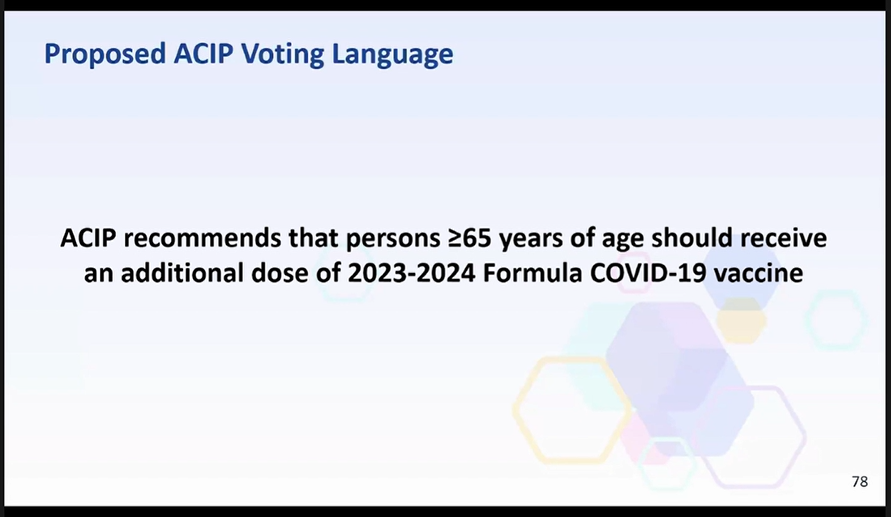 Proposed ACIP Voting Language
ACIP recommends that persons ≥65 years of age should receive
an additional dose of 2023-2024 Formula COVID-19 vaccine
78